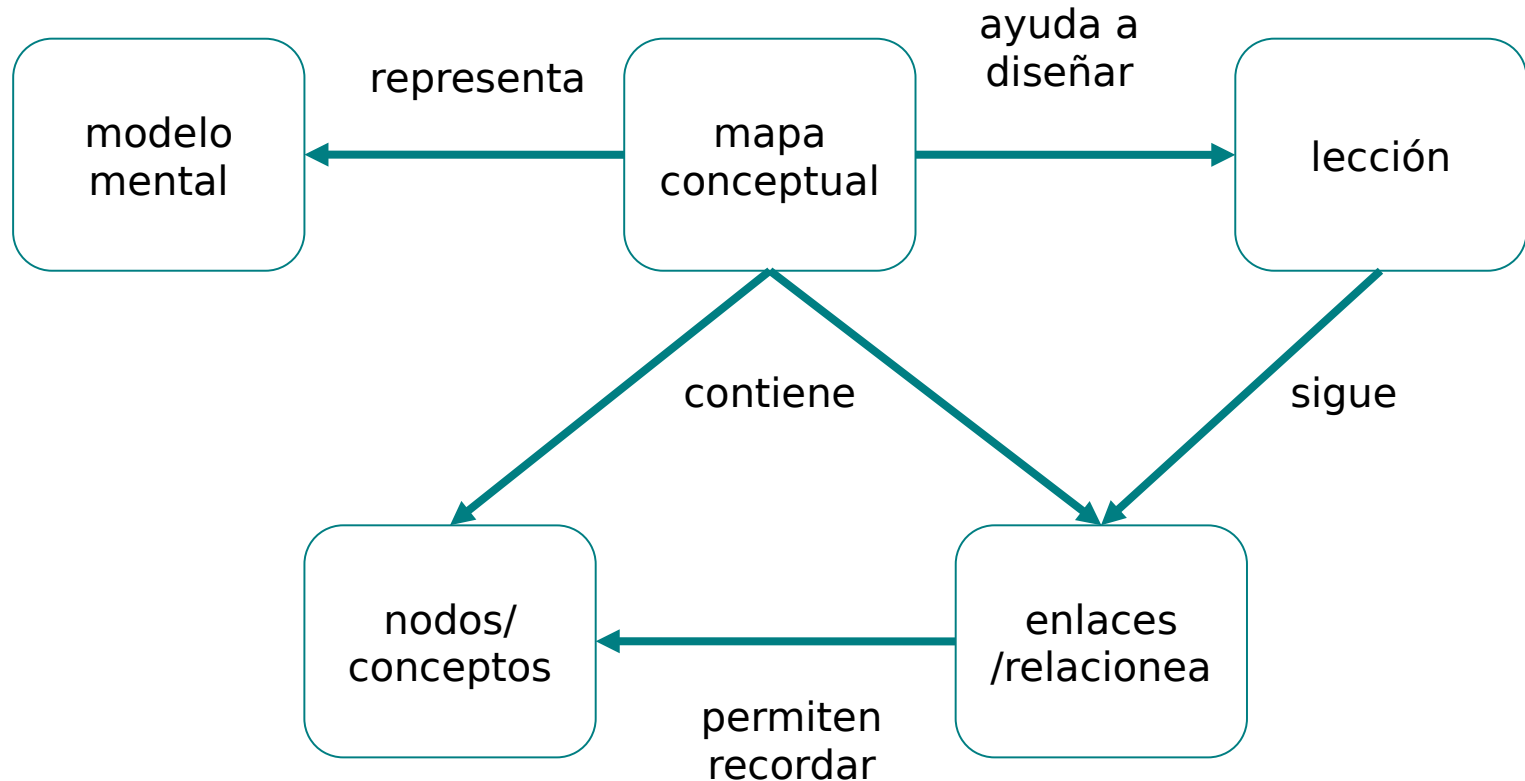 ayuda a
diseñar
representa
modelo
mental
mapa
conceptual
lección
contiene
sigue
nodos/
conceptos
enlaces
/relacionea
permiten
recordar